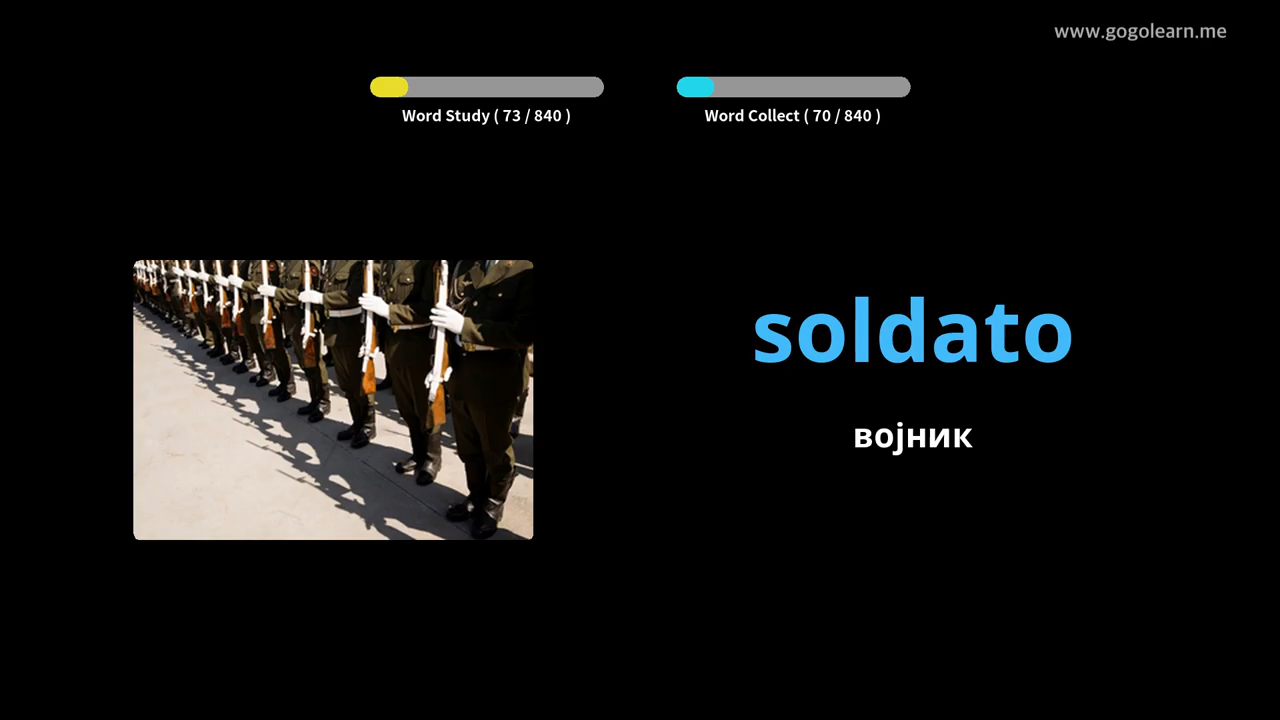 www.gogolearn.me
Word Study ( 73 / 840 )
Word Collect ( 70 / 840 )
soldato
војник